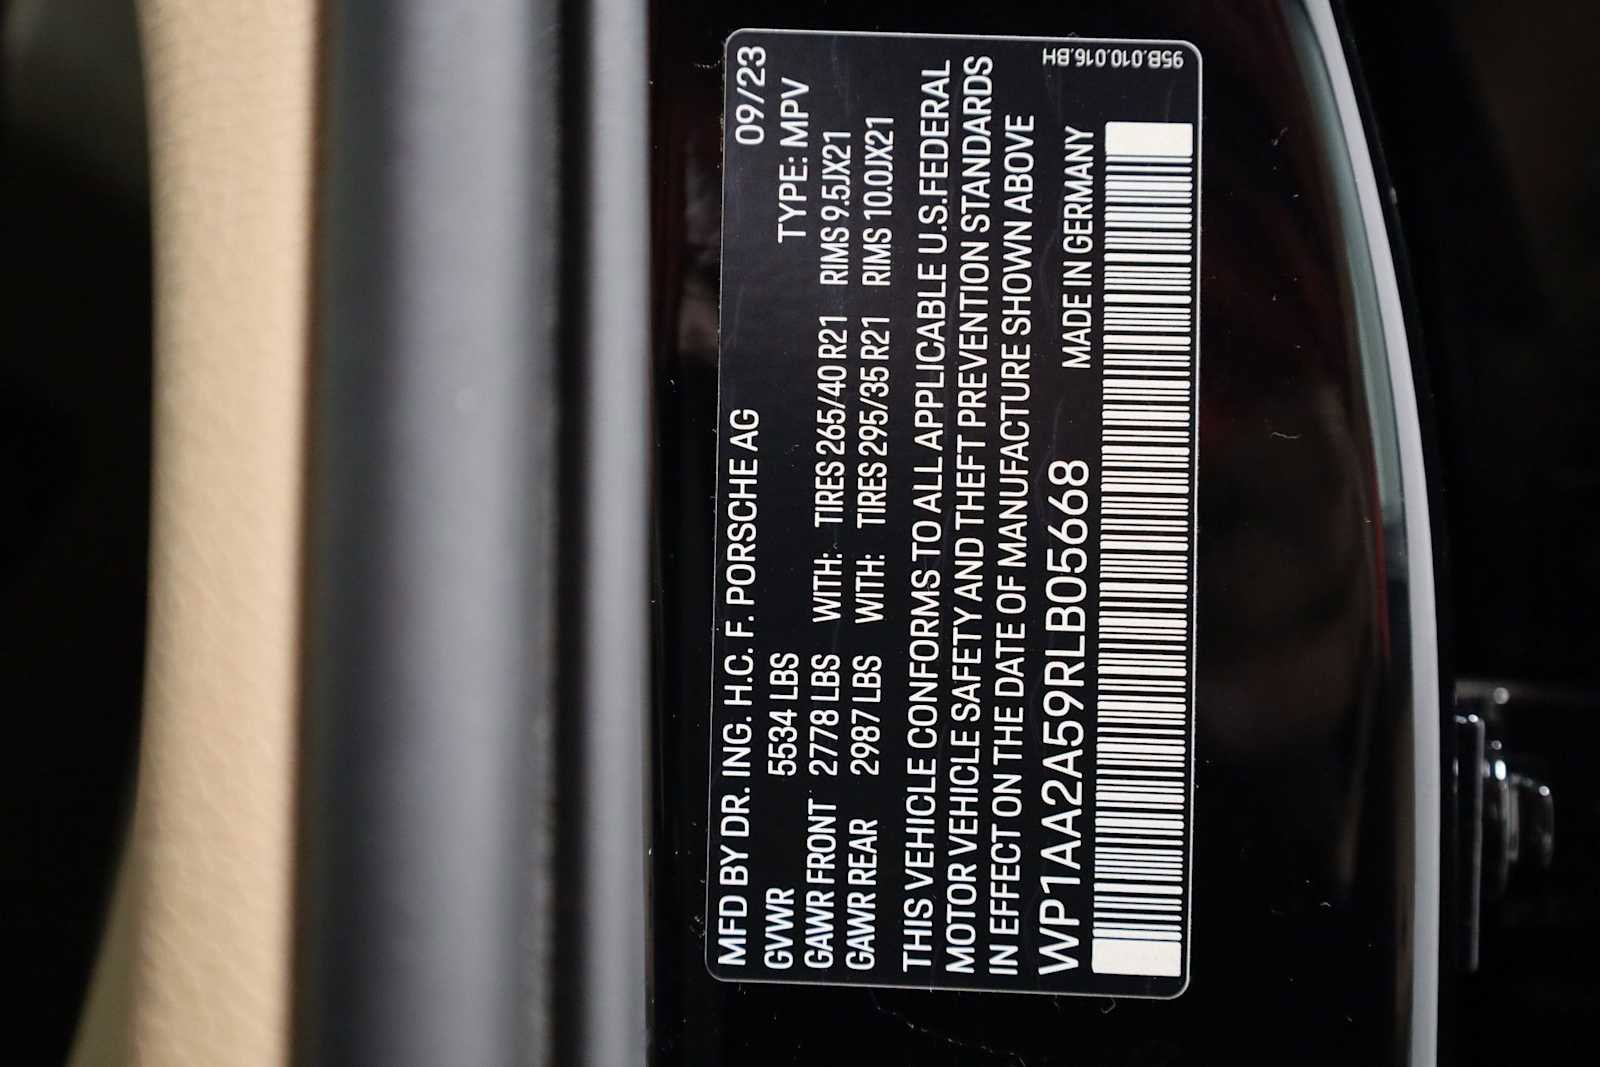 MFD BY DR. ING. H.C. F. PORSCHE AG 09/23
GVWR 5534 LBS TYPE: MPV
GAWR FRONT 2778 LBS WITH: TIRES 265/40 R21 RIMS 9.5JX21
GAWR REAR 2987 LBS WITH: TIRES 295/35 R21 RIMS 10.0JX21
THIS VEHICLE CONFORMS TO ALL APPLICABLE U.S.FEDERAL
MOTOR VEHICLE SAFETY AND THEFT PREVENTION STANDARDS
IN EFFECT ON THE DATE OF MANUFACTURE SHOWN ABOVE
WP1AA2A59RLB05668 MADE IN GERMANY
95B.010.016.BH